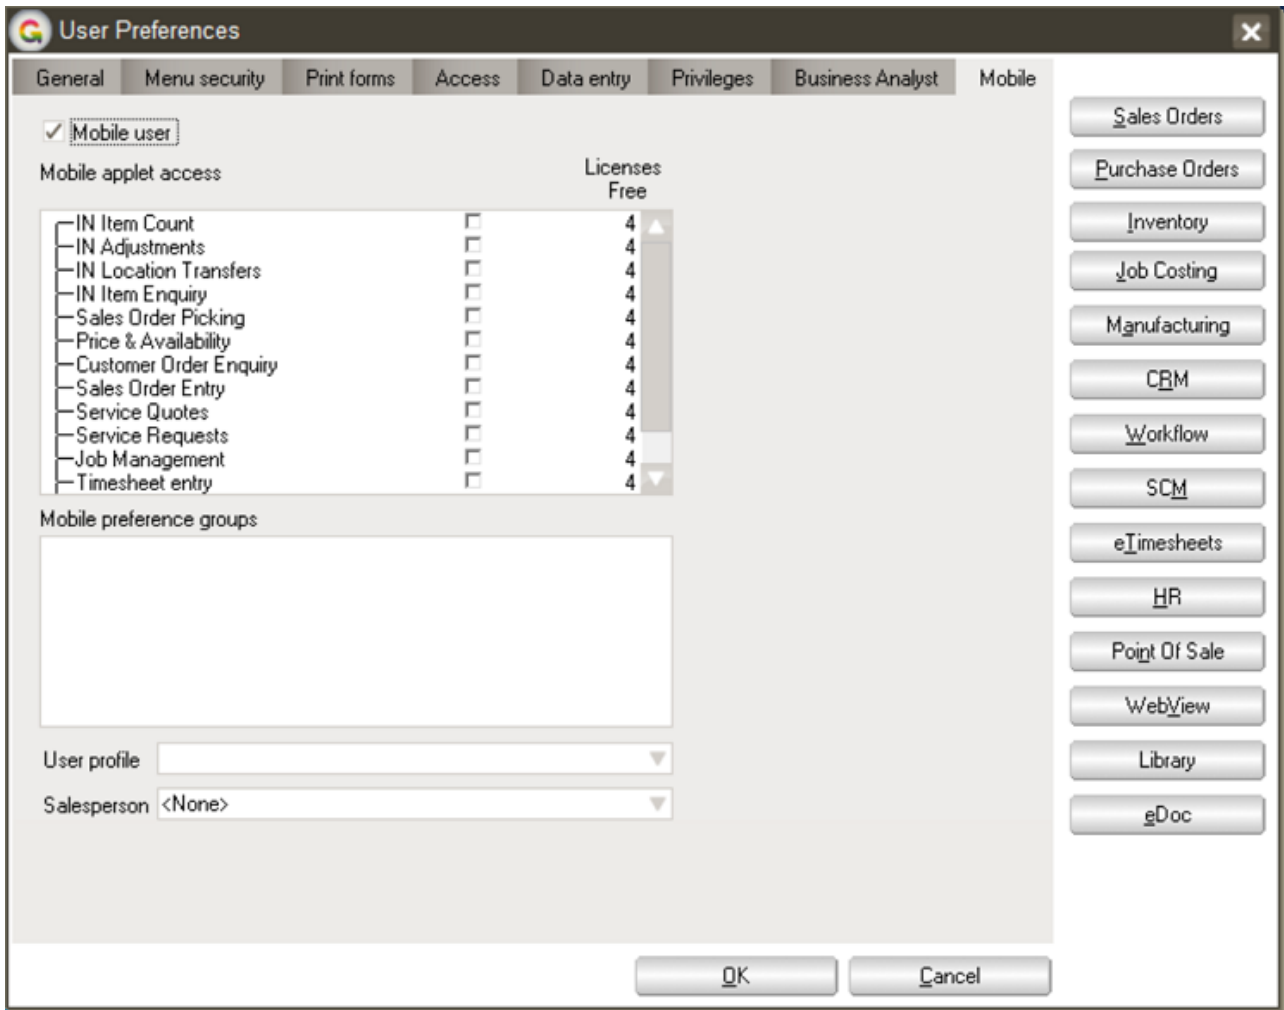 User Preferences
General Menu security Print forms Access Data entry Privileges Business Analyst Mobile
Mobile user
Mobile applet access
Licenses
Free
IN Item Count 4
IN Adjustments 4
IN Location Transfers 4
IN Item Enquiry 4
Sales Order Picking 4
Price & Availability 4
Customer Order Enquiry 4
Sales Order Entry 4
Service Quotes 4
Service Requests 4
Job Management 4
Timesheet entry 4
Mobile preference groups
User profile
Salesperson <None>
Sales Orders
Purchase Orders
Inventory
Job Costing
Manufacturing
CRM
Workflow
SCM
eTimesheets
HR
Point Of Sale
WebView
Library
eDoc
OK Cancel